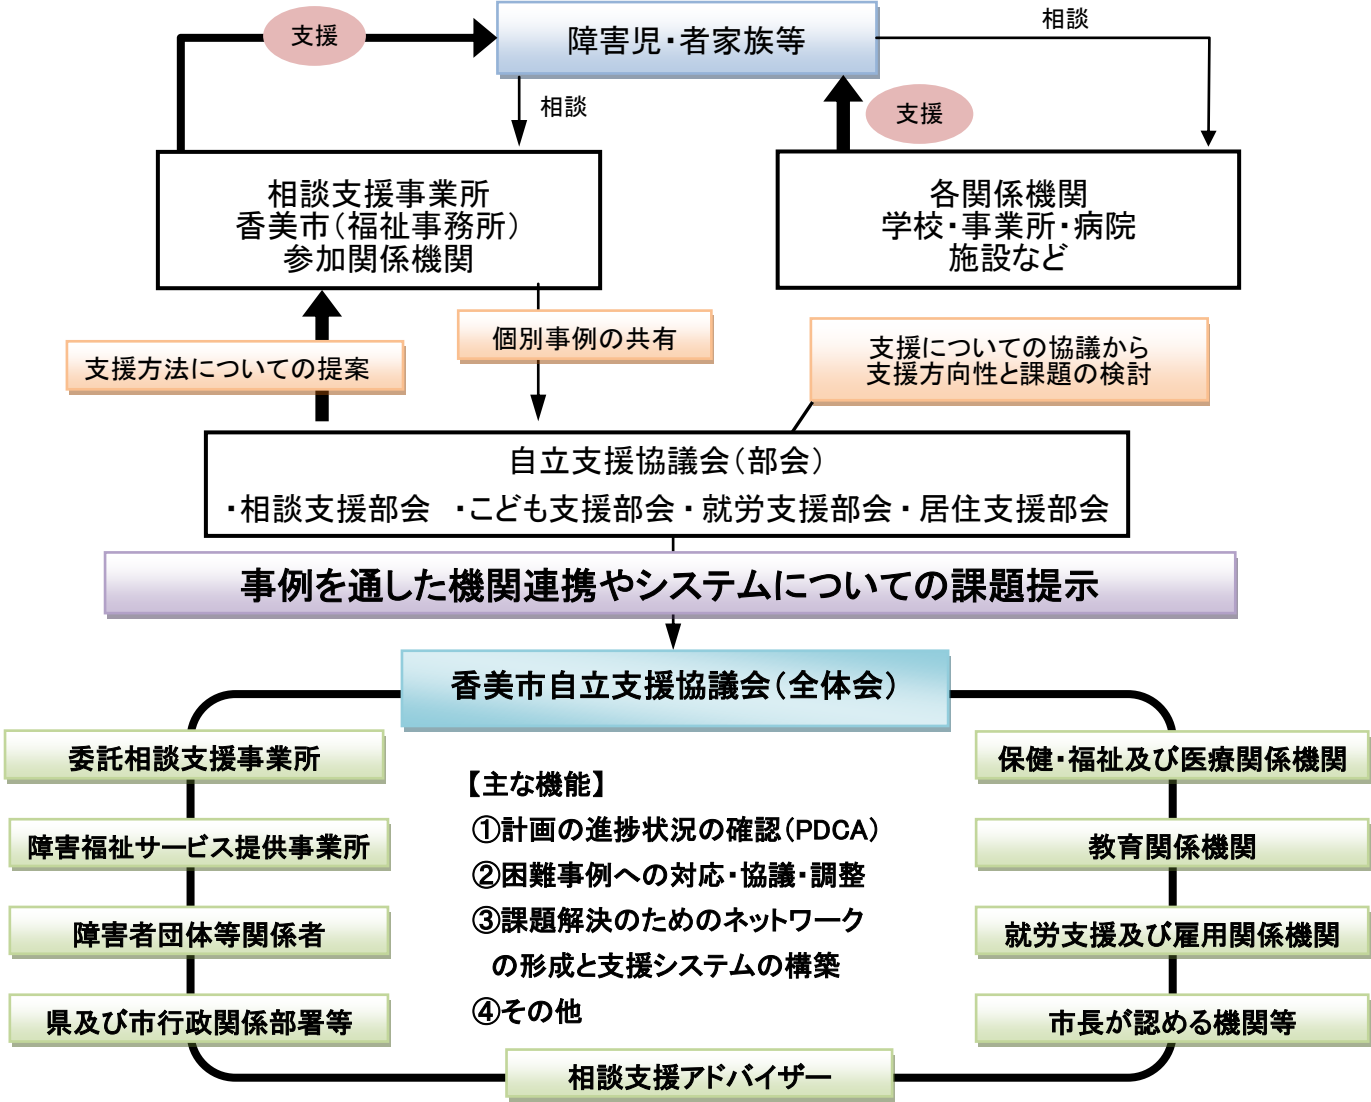 支援
障害児・者家族等
相談
相談
支援
相談支援事業所
香美市（福祉事務所）
参加関係機関
各関係機関
学校・事業所・病院
施設など
支援方法についての提案
個別事例の共有
支援についての協議から
支援方向性と課題の検討
自立支援協議会（部会）
・相談支援部会　・こども支援部会・就労支援部会・居住支援部会
事例を通した機関連携やシステムについての課題提示
香美市自立支援協議会（全体会）
委託相談支援事業所
障害福祉サービス提供事業所
障害者団体等関係者
県及び市行政関係部署等
【主な機能】
①計画の進捗状況の確認（PDCA）
②困難事例への対応・協議・調整
③課題解決のためのネットワーク
の形成と支援システムの構築
④その他
保健・福祉及び医療関係機関
教育関係機関
就労支援及び雇用関係機関
市長が認める機関等
相談支援アドバイザー